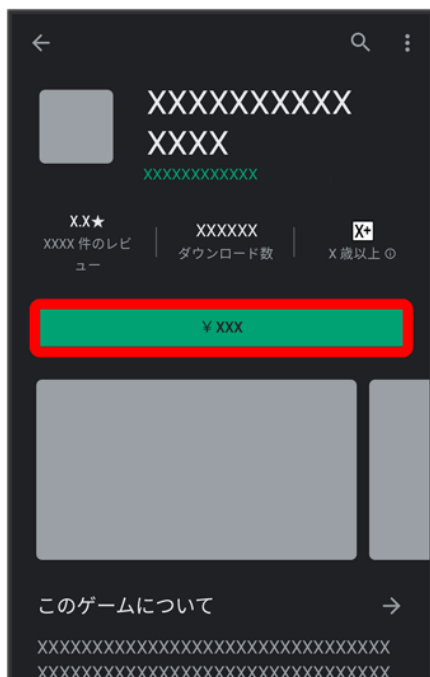 XXXXXXXXXX
XXXX
XXXXXXXXXXXX
X.X★
XXXX 件のレビ
ュー
XXXXXX
ダウンロード数
X+
X 歳以上
¥ XXX
このゲームについて
XXXXXXXXXXXXXXXXXXXXXXXXXXXXXXXX
XXXXXXXXXXXXXXXXXXXXXXXXXXXXXXXX